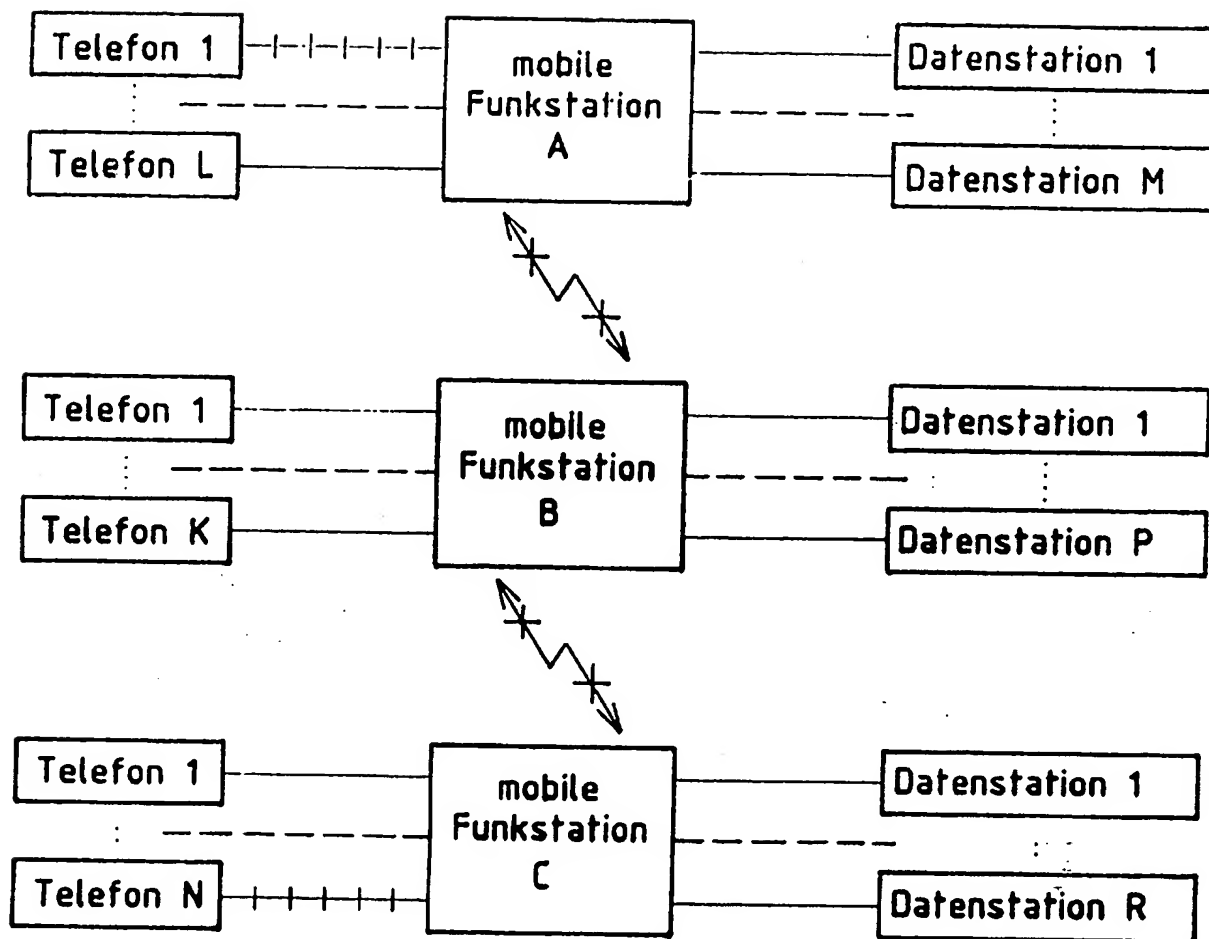 Telefon 1
mobile
Funkstation
A
Datenstation 1
Telefon L
Datenstation M
Telefon 1
mobile
Funkstation
B
Datenstation 1
Telefon K
Datenstation P
Telefon 1
mobile
Funkstation
C
Datenstation 1
Telefon N
Datenstation R